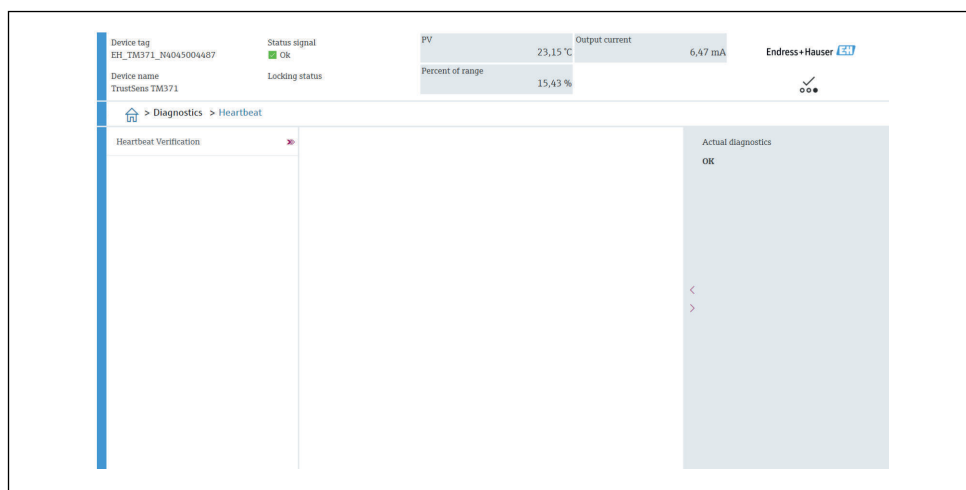 Device tag
EH_TM371_N4045004487
Status signal
Ok
PV
23,15 °C
Output current
6,47 mA
Endress+Hauser EH
Device name
TrustSens TM371
Locking status
Percent of range
15,43 %
> Diagnostics > Heartbeat
Heartbeat Verification
Actual diagnostics
OK